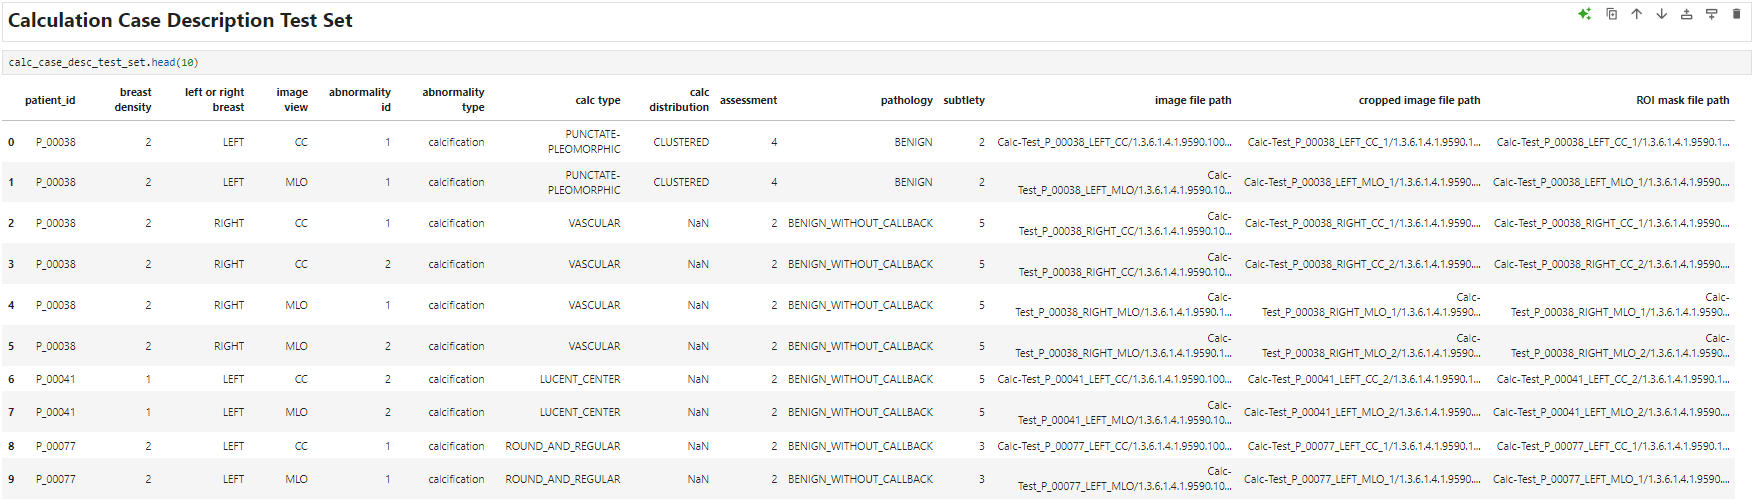 Calculation Case Description Test Set
calc_case_desc_test_set.head(10)
patient_id breast density left or right breast image view abnormality id abnormality type calc type calc distribution assessment pathology subtlety image file path cropped image file path ROI mask file path
0 P_00038 2 LEFT CC 1 calcification PUNCTATE-PLEOMORPHIC CLUSTERED 4 BENIGN 2 Calc-Test_P_00038_LEFT_CC/1.3.6.1.4.1.9590.100... Calc-Test_P_00038_LEFT_CC_1/1.3.6.1.4.1.9590.1... Calc-Test_P_00038_LEFT_CC_1/1.3.6.1.4.1.9590.1...
1 P_00038 2 LEFT MLO 1 calcification PUNCTATE-PLEOMORPHIC CLUSTERED 4 BENIGN 2 Calc-Test_P_00038_LEFT_MLO/1.3.6.1.4.1.9590.10... Calc-Test_P_00038_LEFT_MLO_1/1.3.6.1.4.1.9590.... Calc-Test_P_00038_LEFT_MLO_1/1.3.6.1.4.1.9590....
2 P_00038 2 RIGHT CC 1 calcification VASCULAR NaN 2 BENIGN_WITHOUT_CALLBACK 5 Calc-Test_P_00038_RIGHT_CC/1.3.6.1.4.1.9590.10... Calc-Test_P_00038_RIGHT_CC_1/1.3.6.1.4.1.9590.... Calc-Test_P_00038_RIGHT_CC_1/1.3.6.1.4.1.9590....
3 P_00038 2 RIGHT CC 2 calcification VASCULAR NaN 2 BENIGN_WITHOUT_CALLBACK 5 Calc-Test_P_00038_RIGHT_CC/1.3.6.1.4.1.9590.10... Calc-Test_P_00038_RIGHT_CC_2/1.3.6.1.4.1.9590.... Calc-Test_P_00038_RIGHT_CC_2/1.3.6.1.4.1.9590....
4 P_00038 2 RIGHT MLO 1 calcification VASCULAR NaN 2 BENIGN_WITHOUT_CALLBACK 5 Calc-Test_P_00038_RIGHT_MLO/1.3.6.1.4.1.9590.1... Calc-Test_P_00038_RIGHT_MLO_1/1.3.6.1.4.1.9590... Calc-Test_P_00038_RIGHT_MLO_1/1.3.6.1.4.1.9590...
5 P_00038 2 RIGHT MLO 2 calcification VASCULAR NaN 2 BENIGN_WITHOUT_CALLBACK 5 Calc-Test_P_00038_RIGHT_MLO/1.3.6.1.4.1.9590.1... Calc-Test_P_00038_RIGHT_MLO_2/1.3.6.1.4.1.9590... Calc-Test_P_00038_RIGHT_MLO_2/1.3.6.1.4.1.9590...
6 P_00041 1 LEFT CC 2 calcification LUCENT_CENTER NaN 2 BENIGN_WITHOUT_CALLBACK 5 Calc-Test_P_00041_LEFT_CC/1.3.6.1.4.1.9590.100... Calc-Test_P_00041_LEFT_CC_2/1.3.6.1.4.1.9590.1... Calc-Test_P_00041_LEFT_CC_2/1.3.6.1.4.1.9590.1...
7 P_00041 1 LEFT MLO 2 calcification LUCENT_CENTER NaN 2 BENIGN_WITHOUT_CALLBACK 5 Calc-Test_P_00041_LEFT_MLO/1.3.6.1.4.1.9590.10... Calc-Test_P_00041_LEFT_MLO_2/1.3.6.1.4.1.9590.... Calc-Test_P_00041_LEFT_MLO_2/1.3.6.1.4.1.9590....
8 P_00077 2 LEFT CC 1 calcification ROUND_AND_REGULAR NaN 2 BENIGN_WITHOUT_CALLBACK 3 Calc-Test_P_00077_LEFT_CC/1.3.6.1.4.1.9590.100... Calc-Test_P_00077_LEFT_CC_1/1.3.6.1.4.1.9590.1... Calc-Test_P_00077_LEFT_CC_1/1.3.6.1.4.1.9590.1...
9 P_00077 2 LEFT MLO 1 calcification ROUND_AND_REGULAR NaN 2 BENIGN_WITHOUT_CALLBACK 3 Calc-Test_P_00077_LEFT_MLO/1.3.6.1.4.1.9590.10... Calc-Test_P_00077_LEFT_MLO_1/1.3.6.1.4.1.9590.... Calc-Test_P_00077_LEFT_MLO_1/1.3.6.1.4.1.9590....